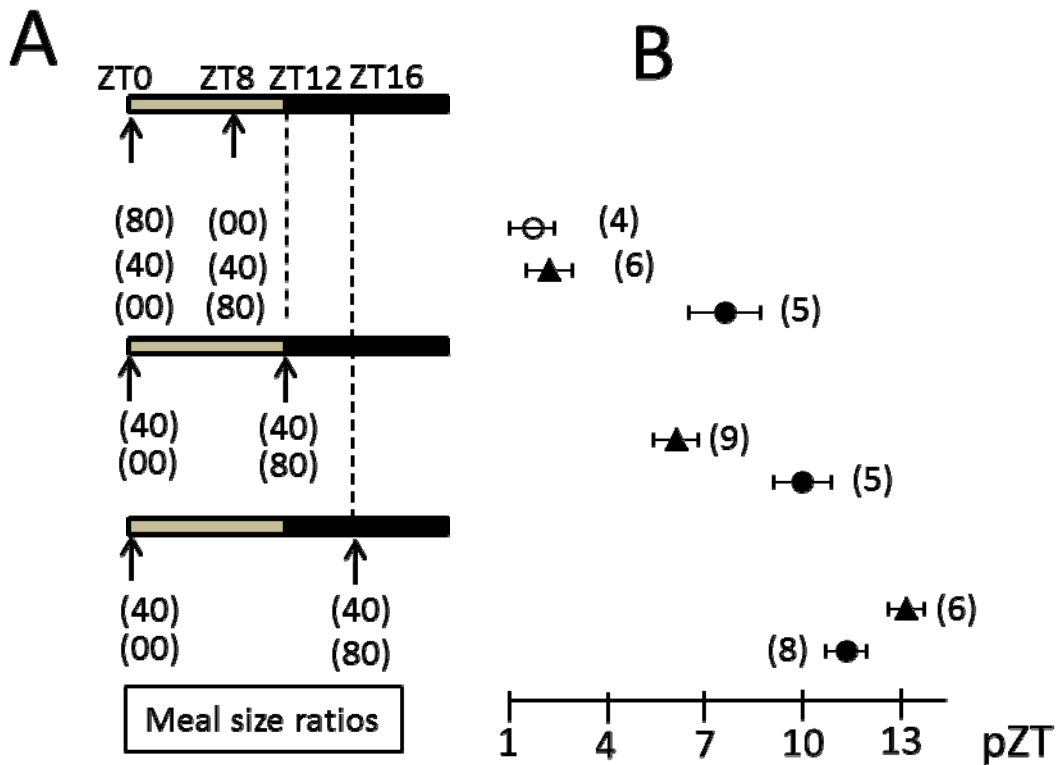 A
B
ZT0 ZT8 ZT12 ZT16
(80) (00) (4)
(40) (40) (6)
(00) (80) (5)
(40) (40) (9)
(00) (80) (5)
(40) (40) (6)
(00) (80) (8)
Meal size ratios
1 4 7 10 13 pZT